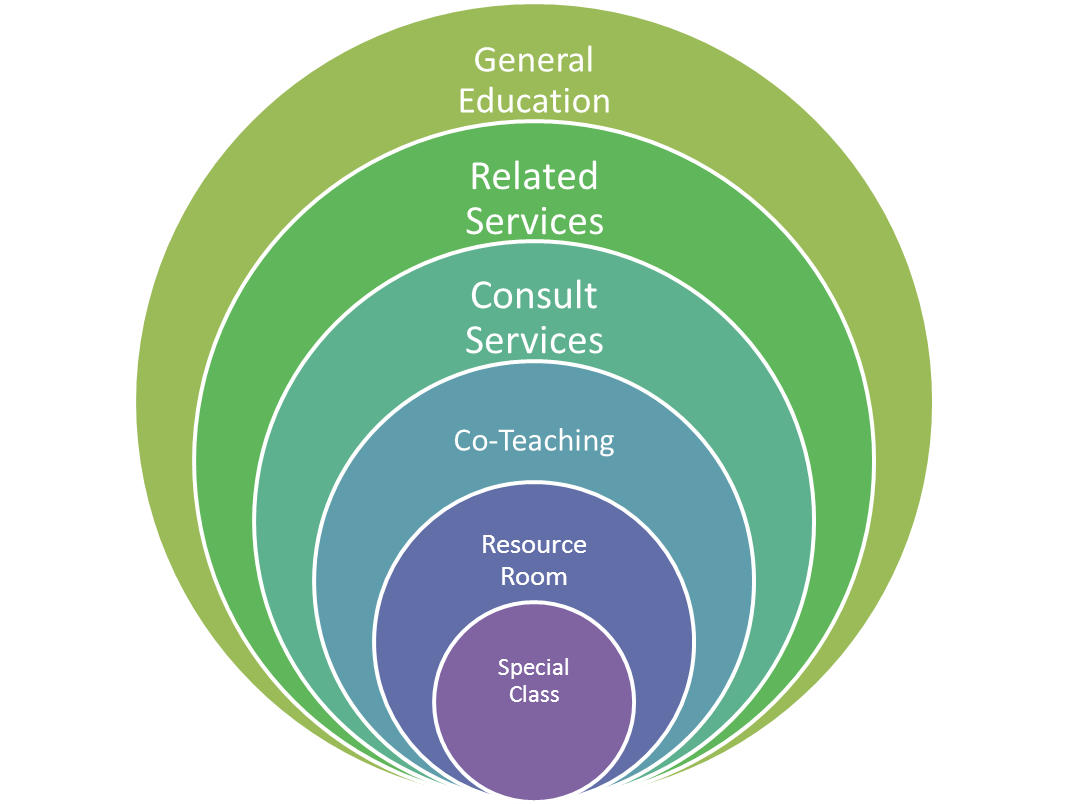 General
Education
Related
Services
Consult
Services
Co-Teaching
Resource
Room
Special
Class